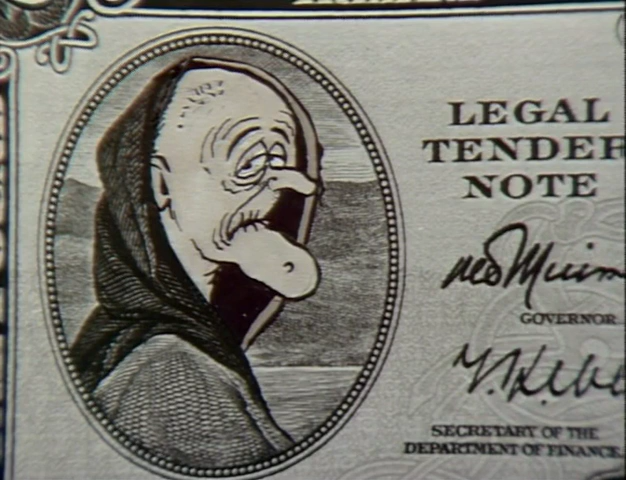 LEGAL
TENDER
NOTE
GOVERNOR
SECRETARY OF THE
DEPARTMENT OF FINANCE